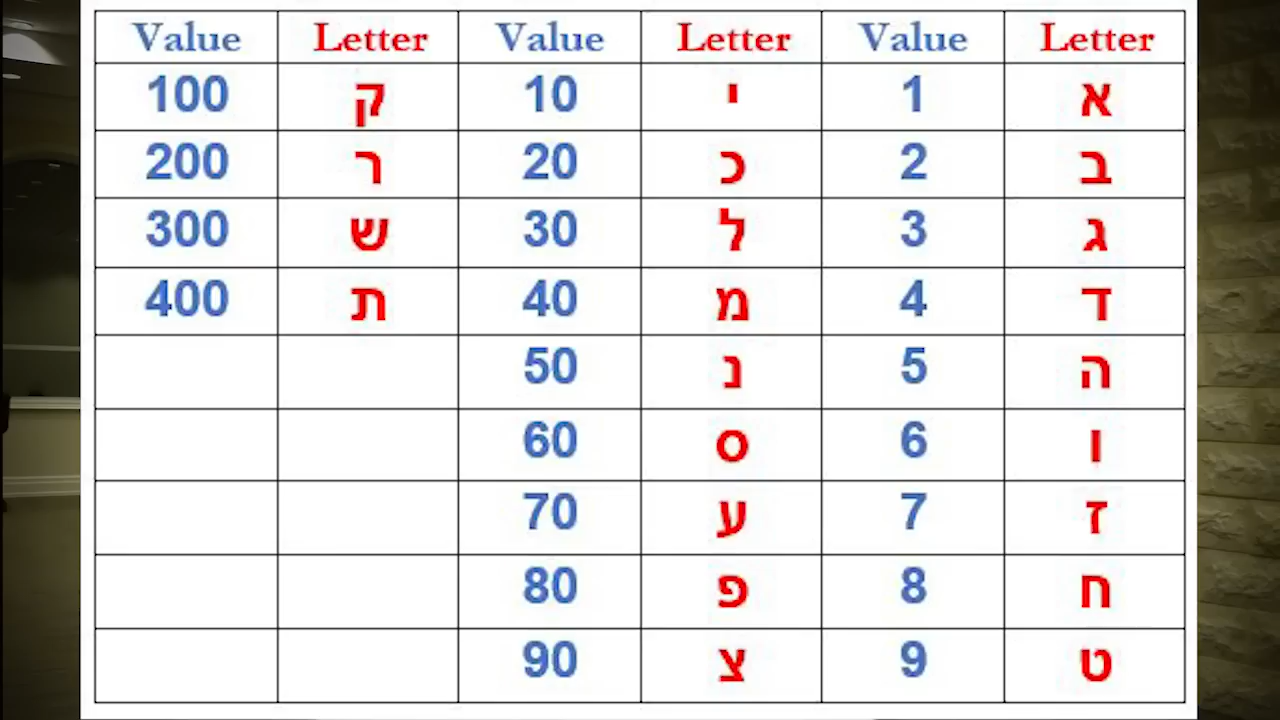 Value Letter Value Letter Value Letter
100 ק 10 י 1 א
200 ר 20 כ 2 ב
300 ש 30 ל 3 ג
400 ת 40 מ 4 ד
50 נ 5 ה
60 ס 6 ו
70 ע 7 ז
80 פ 8 ח
90 צ 9 ט